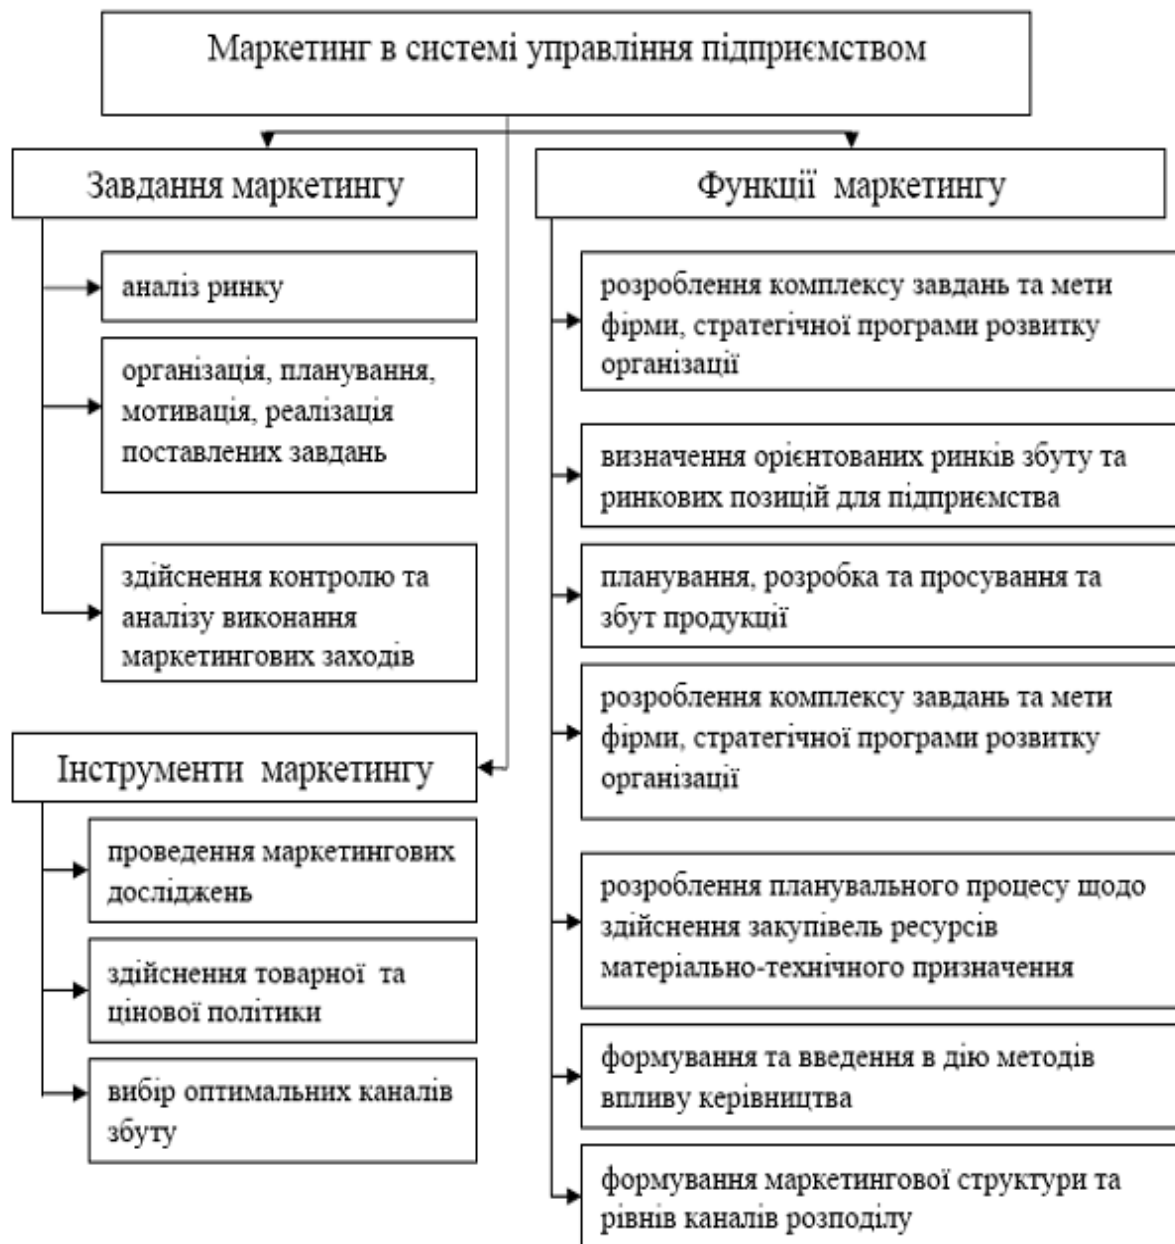 Маркетинг в системі управління підприємством
Завдання маркетингу
аналіз ринку
організація, планування,
мотивація, реалізація
поставлених завдань
здійснення контролю та
аналізу виконання
маркетингових заходів
Інструменти маркетингу
проведення маркетингових
досліджень
здійснення товарної та
цінової політики
вибір оптимальних каналів
збуту
Функції маркетингу
розроблення комплексу завдань та мети
фірми, стратегічної програми розвитку
організації
визначення орієнтованих ринків збуту та
ринкових позицій для підприємства
планування, розробка та просування та
збут продукції
розроблення комплексу завдань та мети
фірми, стратегічної програми розвитку
організації
розроблення планувального процесу щодо
здійснення закупівель ресурсів
матеріально-технічного призначення
формування та введення в дію методів
впливу керівництва
формування маркетингової структури та
рівнів каналів розподілу